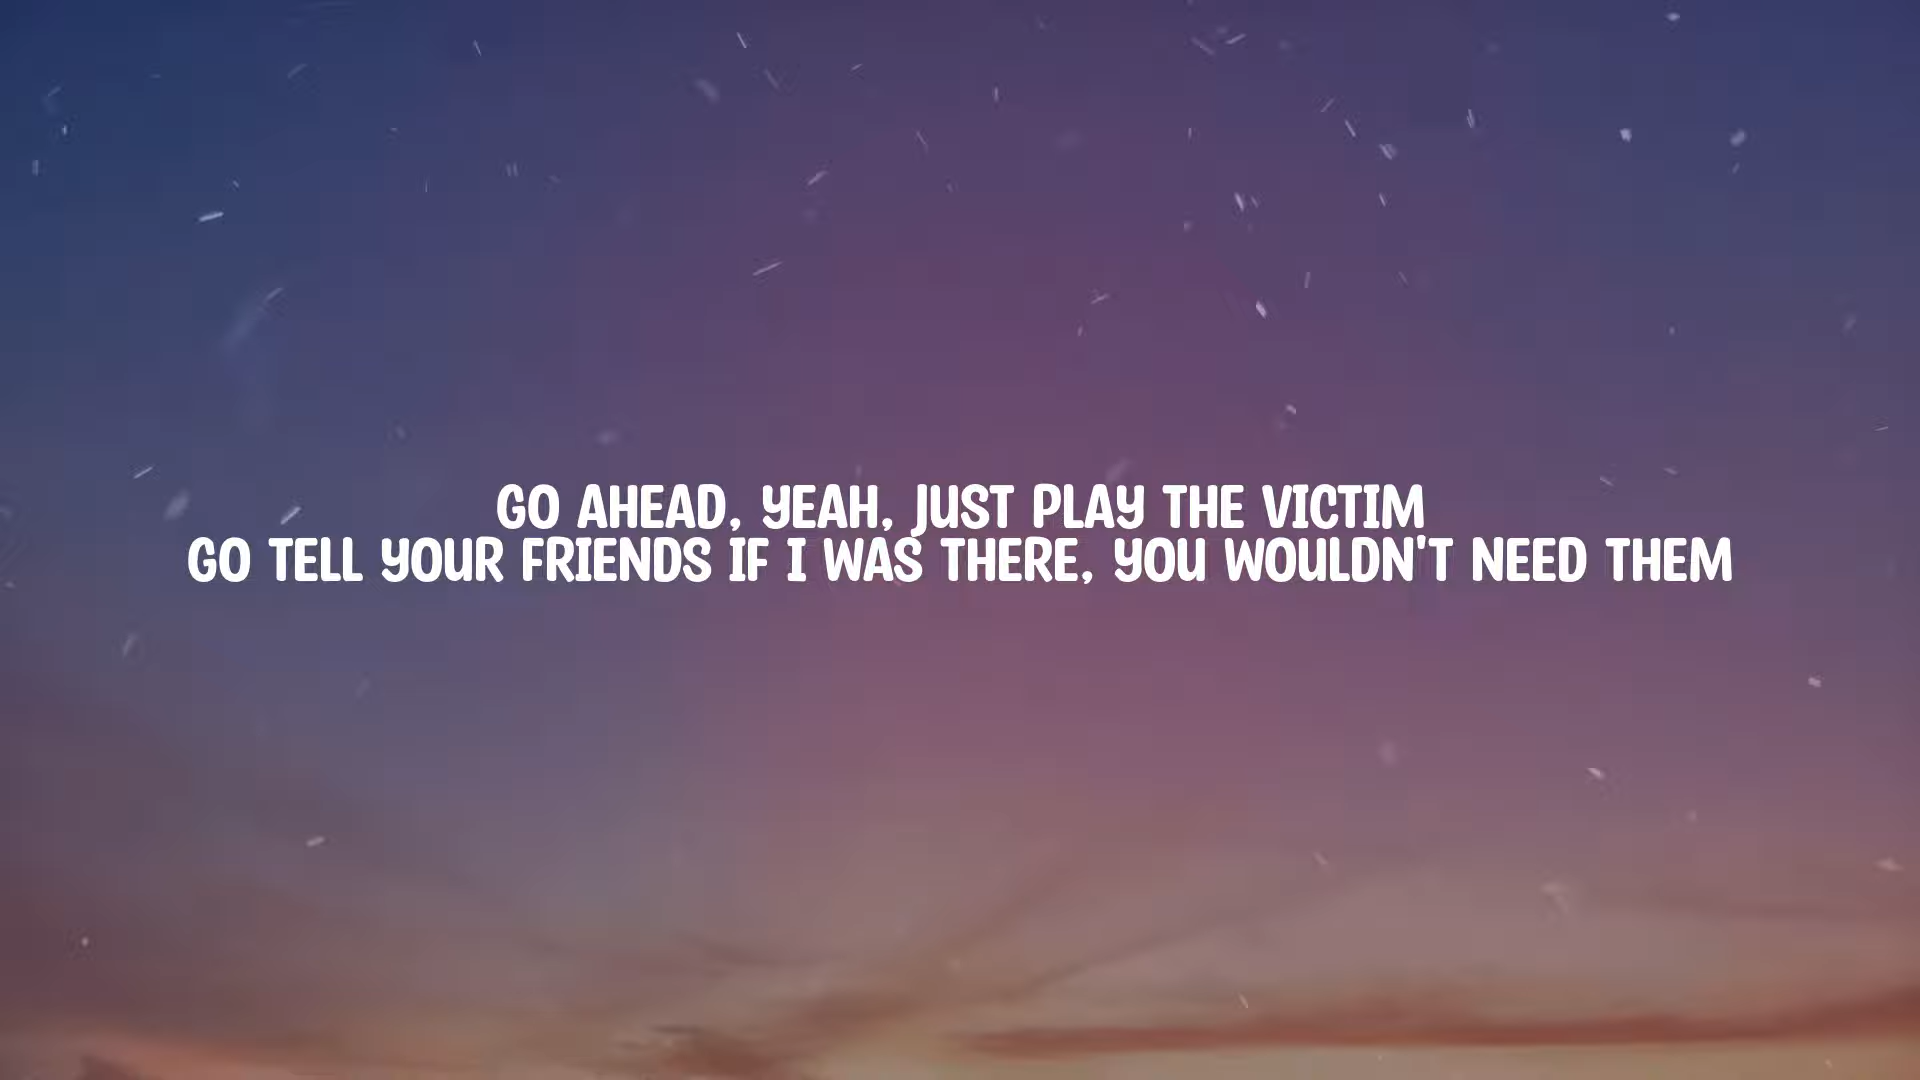 GO AHEAD, YEAH, JUST PLAY THE VICTIM
GO TELL YOUR FRIENDS IF I WAS THERE, YOU WOULDN'T NEED THEM